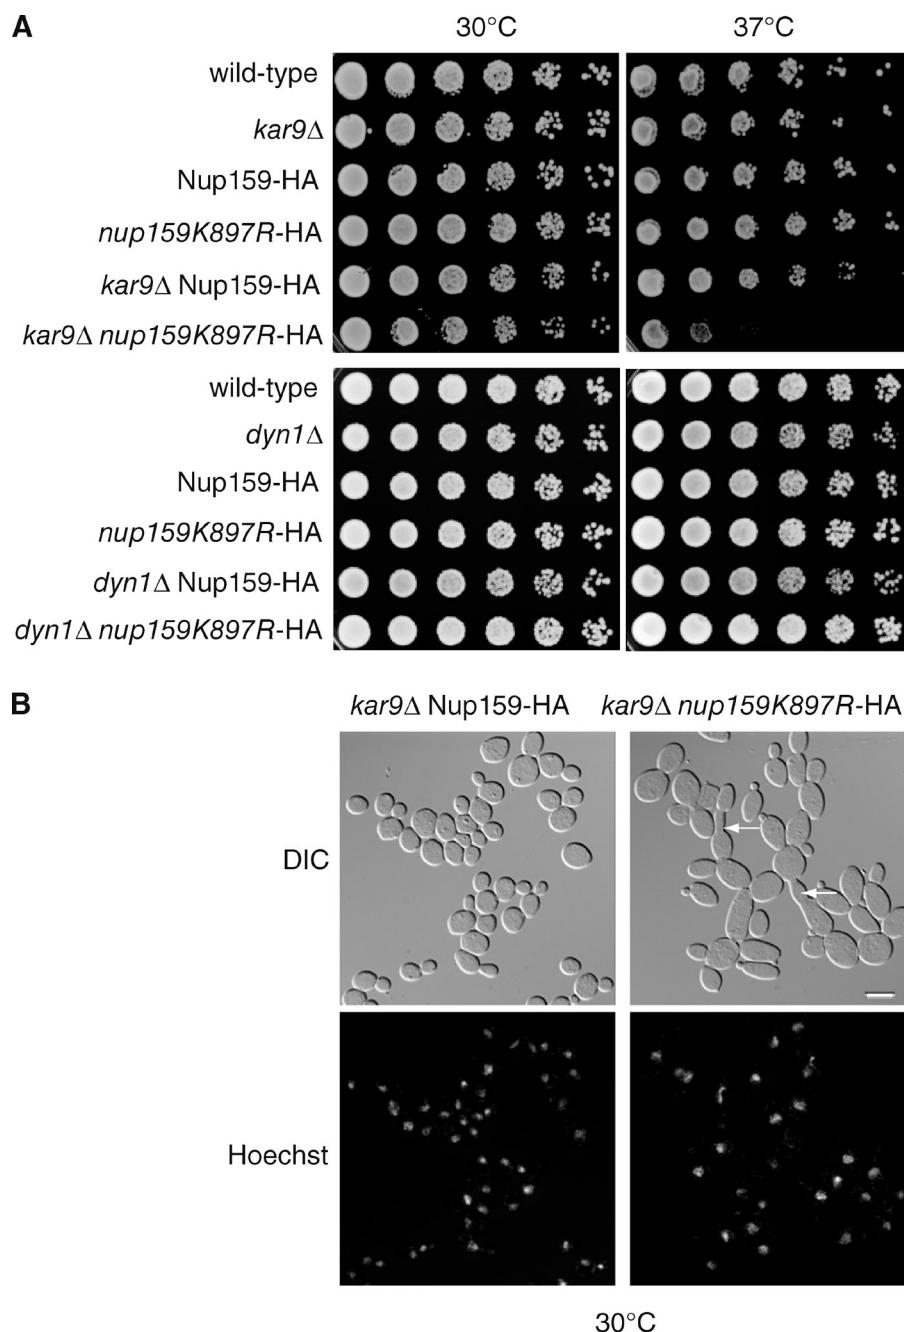 A
30°C
37°C
wild-type
kar9Δ
Nup159-HA
nup159K897R-HA
kar9Δ Nup159-HA
kar9Δ nup159K897R-HA
wild-type
dyn1Δ
Nup159-HA
nup159K897R-HA
dyn1Δ Nup159-HA
dyn1Δ nup159K897R-HA
B
kar9Δ Nup159-HA
kar9Δ nup159K897R-HA
DIC
Hoechst
30°C